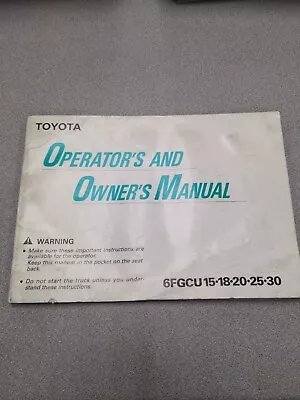 TOYOTA
OPERATOR'S AND
OWNER'S MANUAL
⚠ WARNING
• Make sure these important instructions are
available for the operator.
Keep this manual in the pocket on the seat
back.
• Do not start the truck unless you under-
stand these instructions.
6FGCU15·18·20·25·30